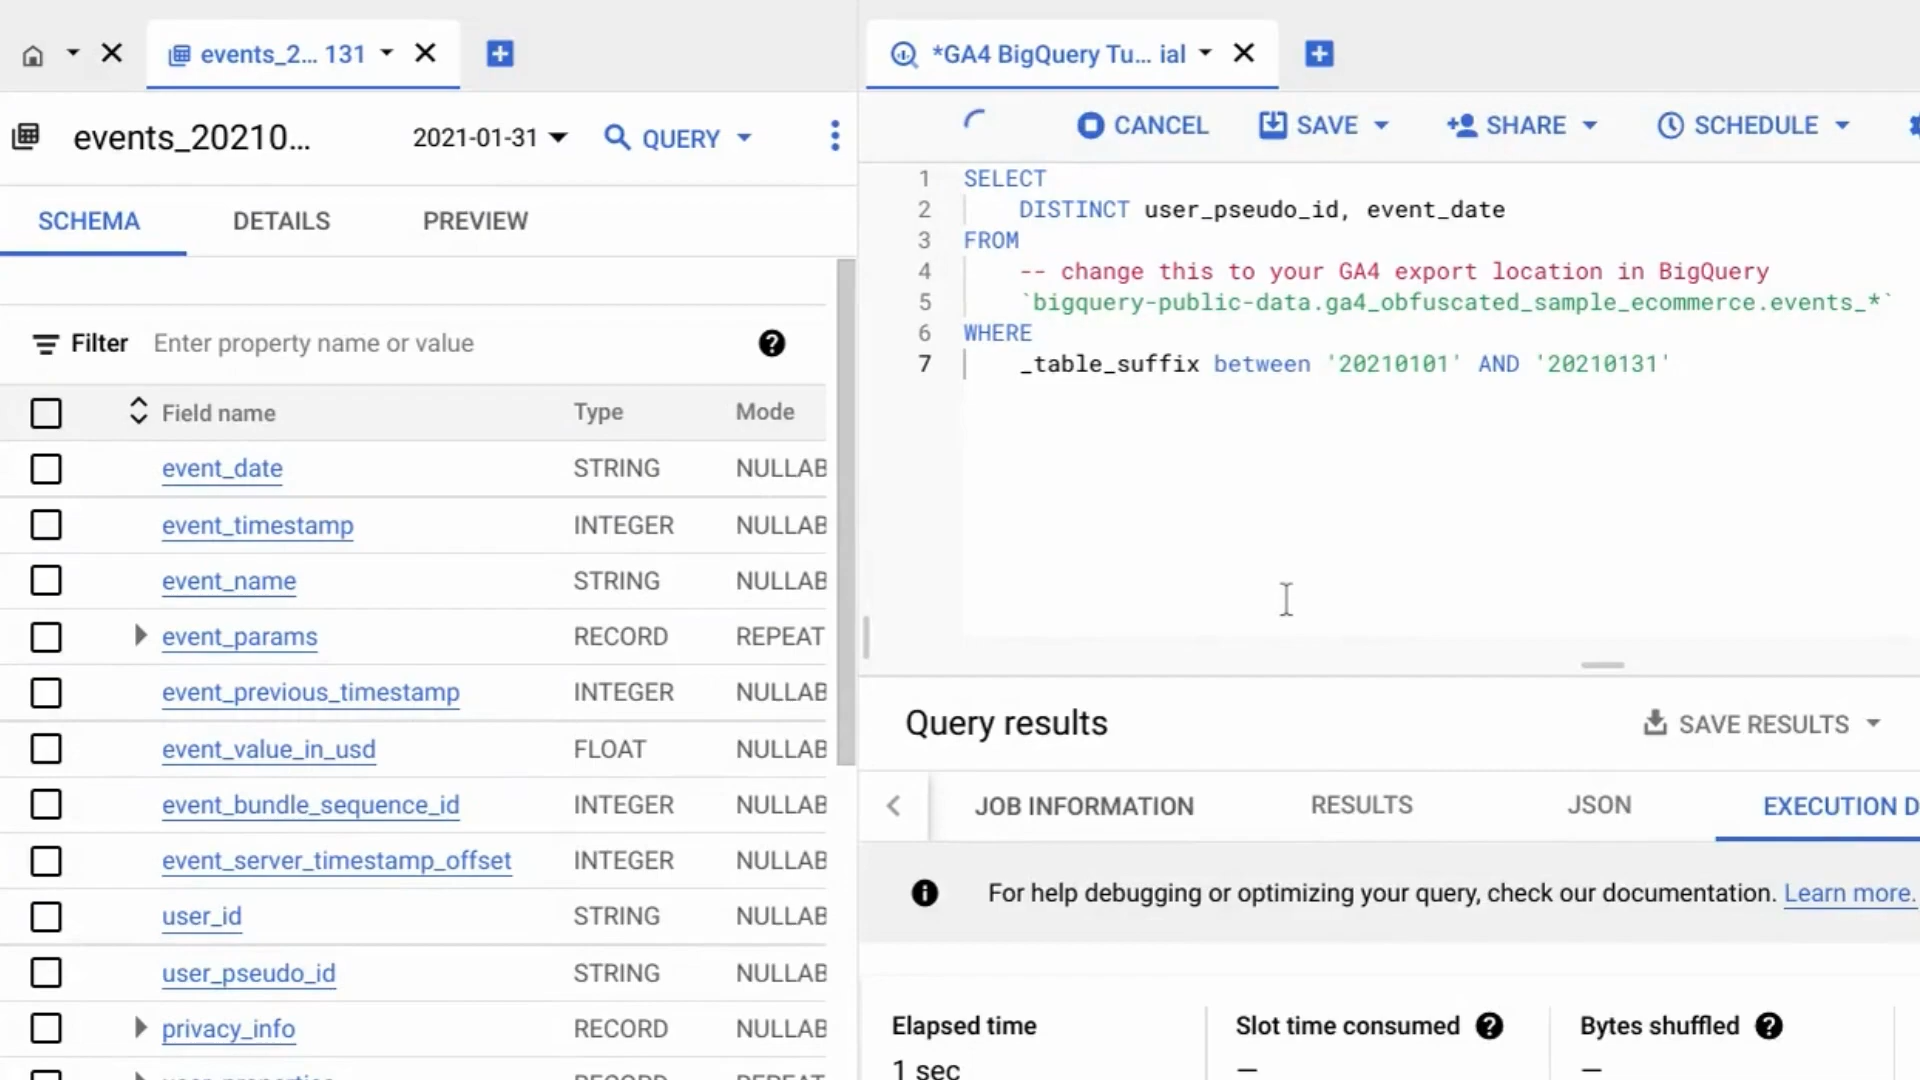 events_2... 131
*GA4 BigQuery Tu... ial
events_20210...
2021-01-31
QUERY
CANCEL
SAVE
SHARE
SCHEDULE
SCHEMA
DETAILS
PREVIEW
Filter
Enter property name or value
Field name
Type
Mode
event_date
STRING
NULLAB
event_timestamp
INTEGER
NULLAB
event_name
STRING
NULLAB
event_params
RECORD
REPEAT
event_previous_timestamp
INTEGER
NULLAB
event_value_in_usd
FLOAT
NULLAB
event_bundle_sequence_id
INTEGER
NULLAB
event_server_timestamp_offset
INTEGER
NULLAB
user_id
STRING
NULLAB
user_pseudo_id
STRING
NULLAB
privacy_info
RECORD
NULLAB
1 SELECT
2 DISTINCT user_pseudo_id, event_date
3 FROM
4 -- change this to your GA4 export location in BigQuery
5 `bigquery-public-data.ga4_obfuscated_sample_ecommerce.events_*`
6 WHERE
7 _table_suffix between '20210101' AND '20210131'
Query results
SAVE RESULTS
JOB INFORMATION
RESULTS
JSON
EXECUTION D
For help debugging or optimizing your query, check our documentation. Learn more.
Elapsed time
1 sec
Slot time consumed
—
Bytes shuffled
—